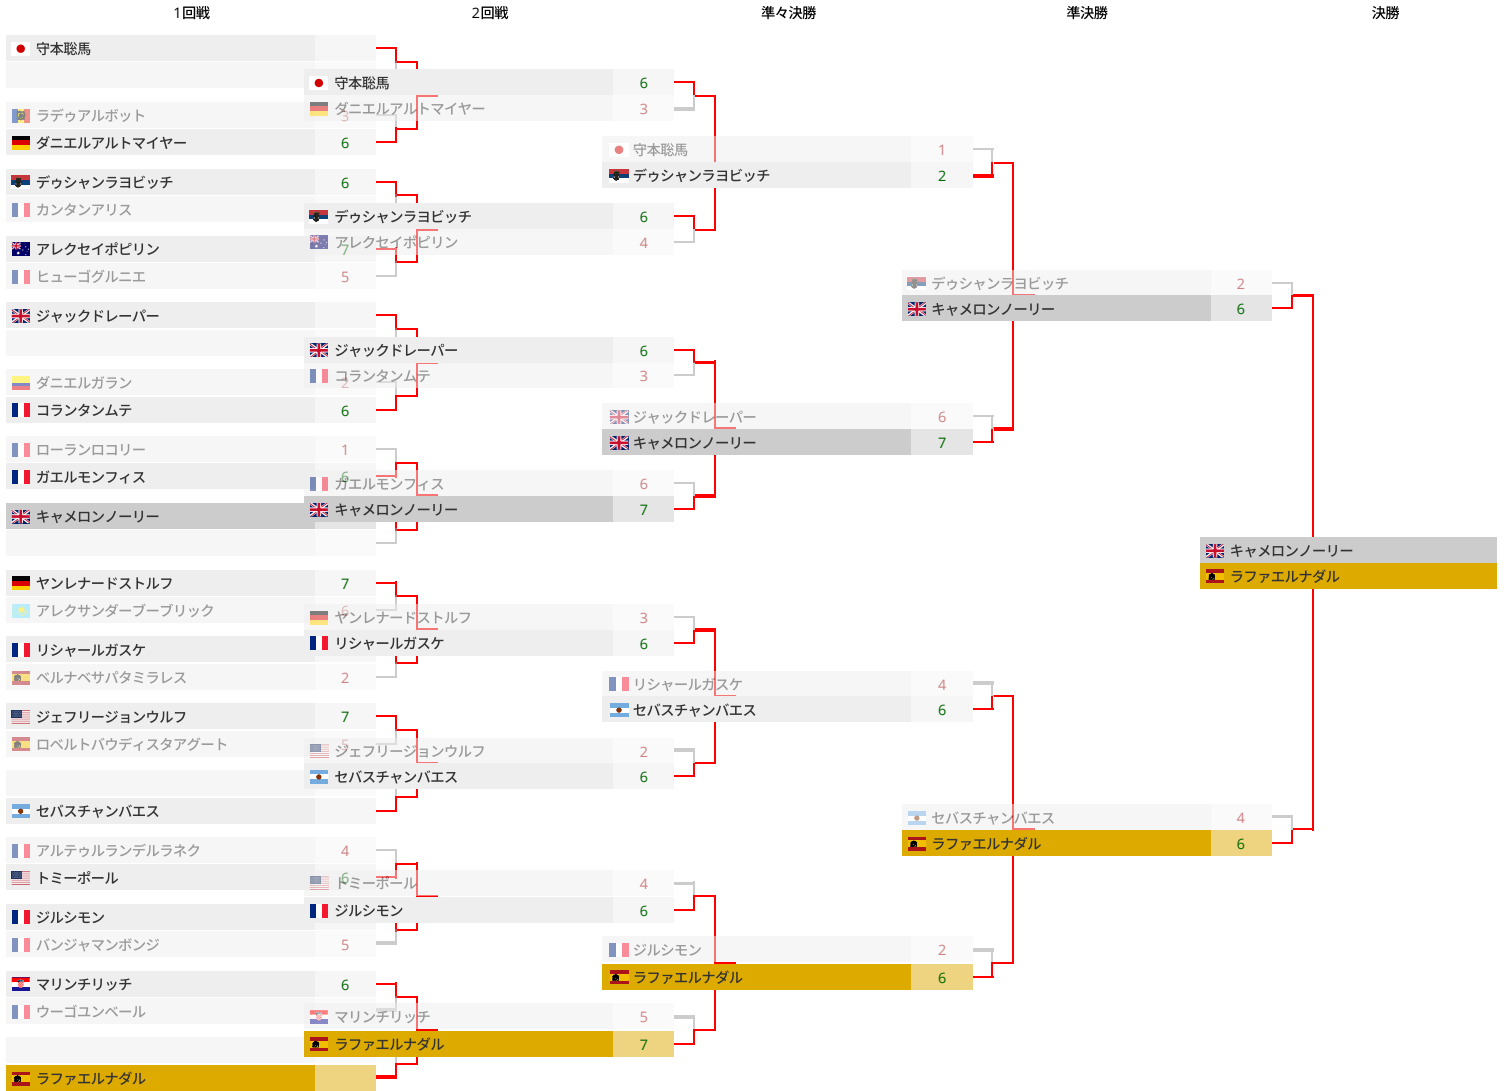 1回戦
2回戦
準々決勝
準決勝
決勝
守本聡馬
ラデゥアルボット 3
ダニエルアルトマイヤー 6
デゥシャンラヨビッチ 6
カンタンアリス
アレクセイポピリン 7
ヒューゴグルニエ 5
ジャックドレーパー
ダニエルガラン 2
コランタンムテ 6
ローランロコリー 1
ガエルモンフィス 6
キャメロンノーリー
ヤンレナードストルフ 7
アレクサンダーブーブリック 6
リシャールガスケ
ベルナベサパタミラレス 2
ジェフリージョンウルフ 7
ロベルトバウディスタアグート 5
セバスチャンバエス
アルテゥルランデルラネク 4
トミーポール 6
ジルシモン
バンジャマンボンジ 5
マリンチリッチ 6
ウーゴユンベール
ラファエルナダル
守本聡馬 6
ダニエルアルトマイヤー 3
デゥシャンラヨビッチ 6
アレクセイポピリン 4
ジャックドレーパー 6
コランタンムテ 3
ガエルモンフィス 6
キャメロンノーリー 7
ヤンレナードストルフ 3
リシャールガスケ 6
ジェフリージョンウルフ 2
セバスチャンバエス 6
トミーポール 4
ジルシモン 6
マリンチリッチ 5
ラファエルナダル 7
守本聡馬 1
デゥシャンラヨビッチ 2
ジャックドレーパー 6
キャメロンノーリー 7
リシャールガスケ 4
セバスチャンバエス 6
ジルシモン 2
ラファエルナダル 6
デゥシャンラヨビッチ 2
キャメロンノーリー 6
セバスチャンバエス 4
ラファエルナダル 6
キャメロンノーリー
ラファエルナダル